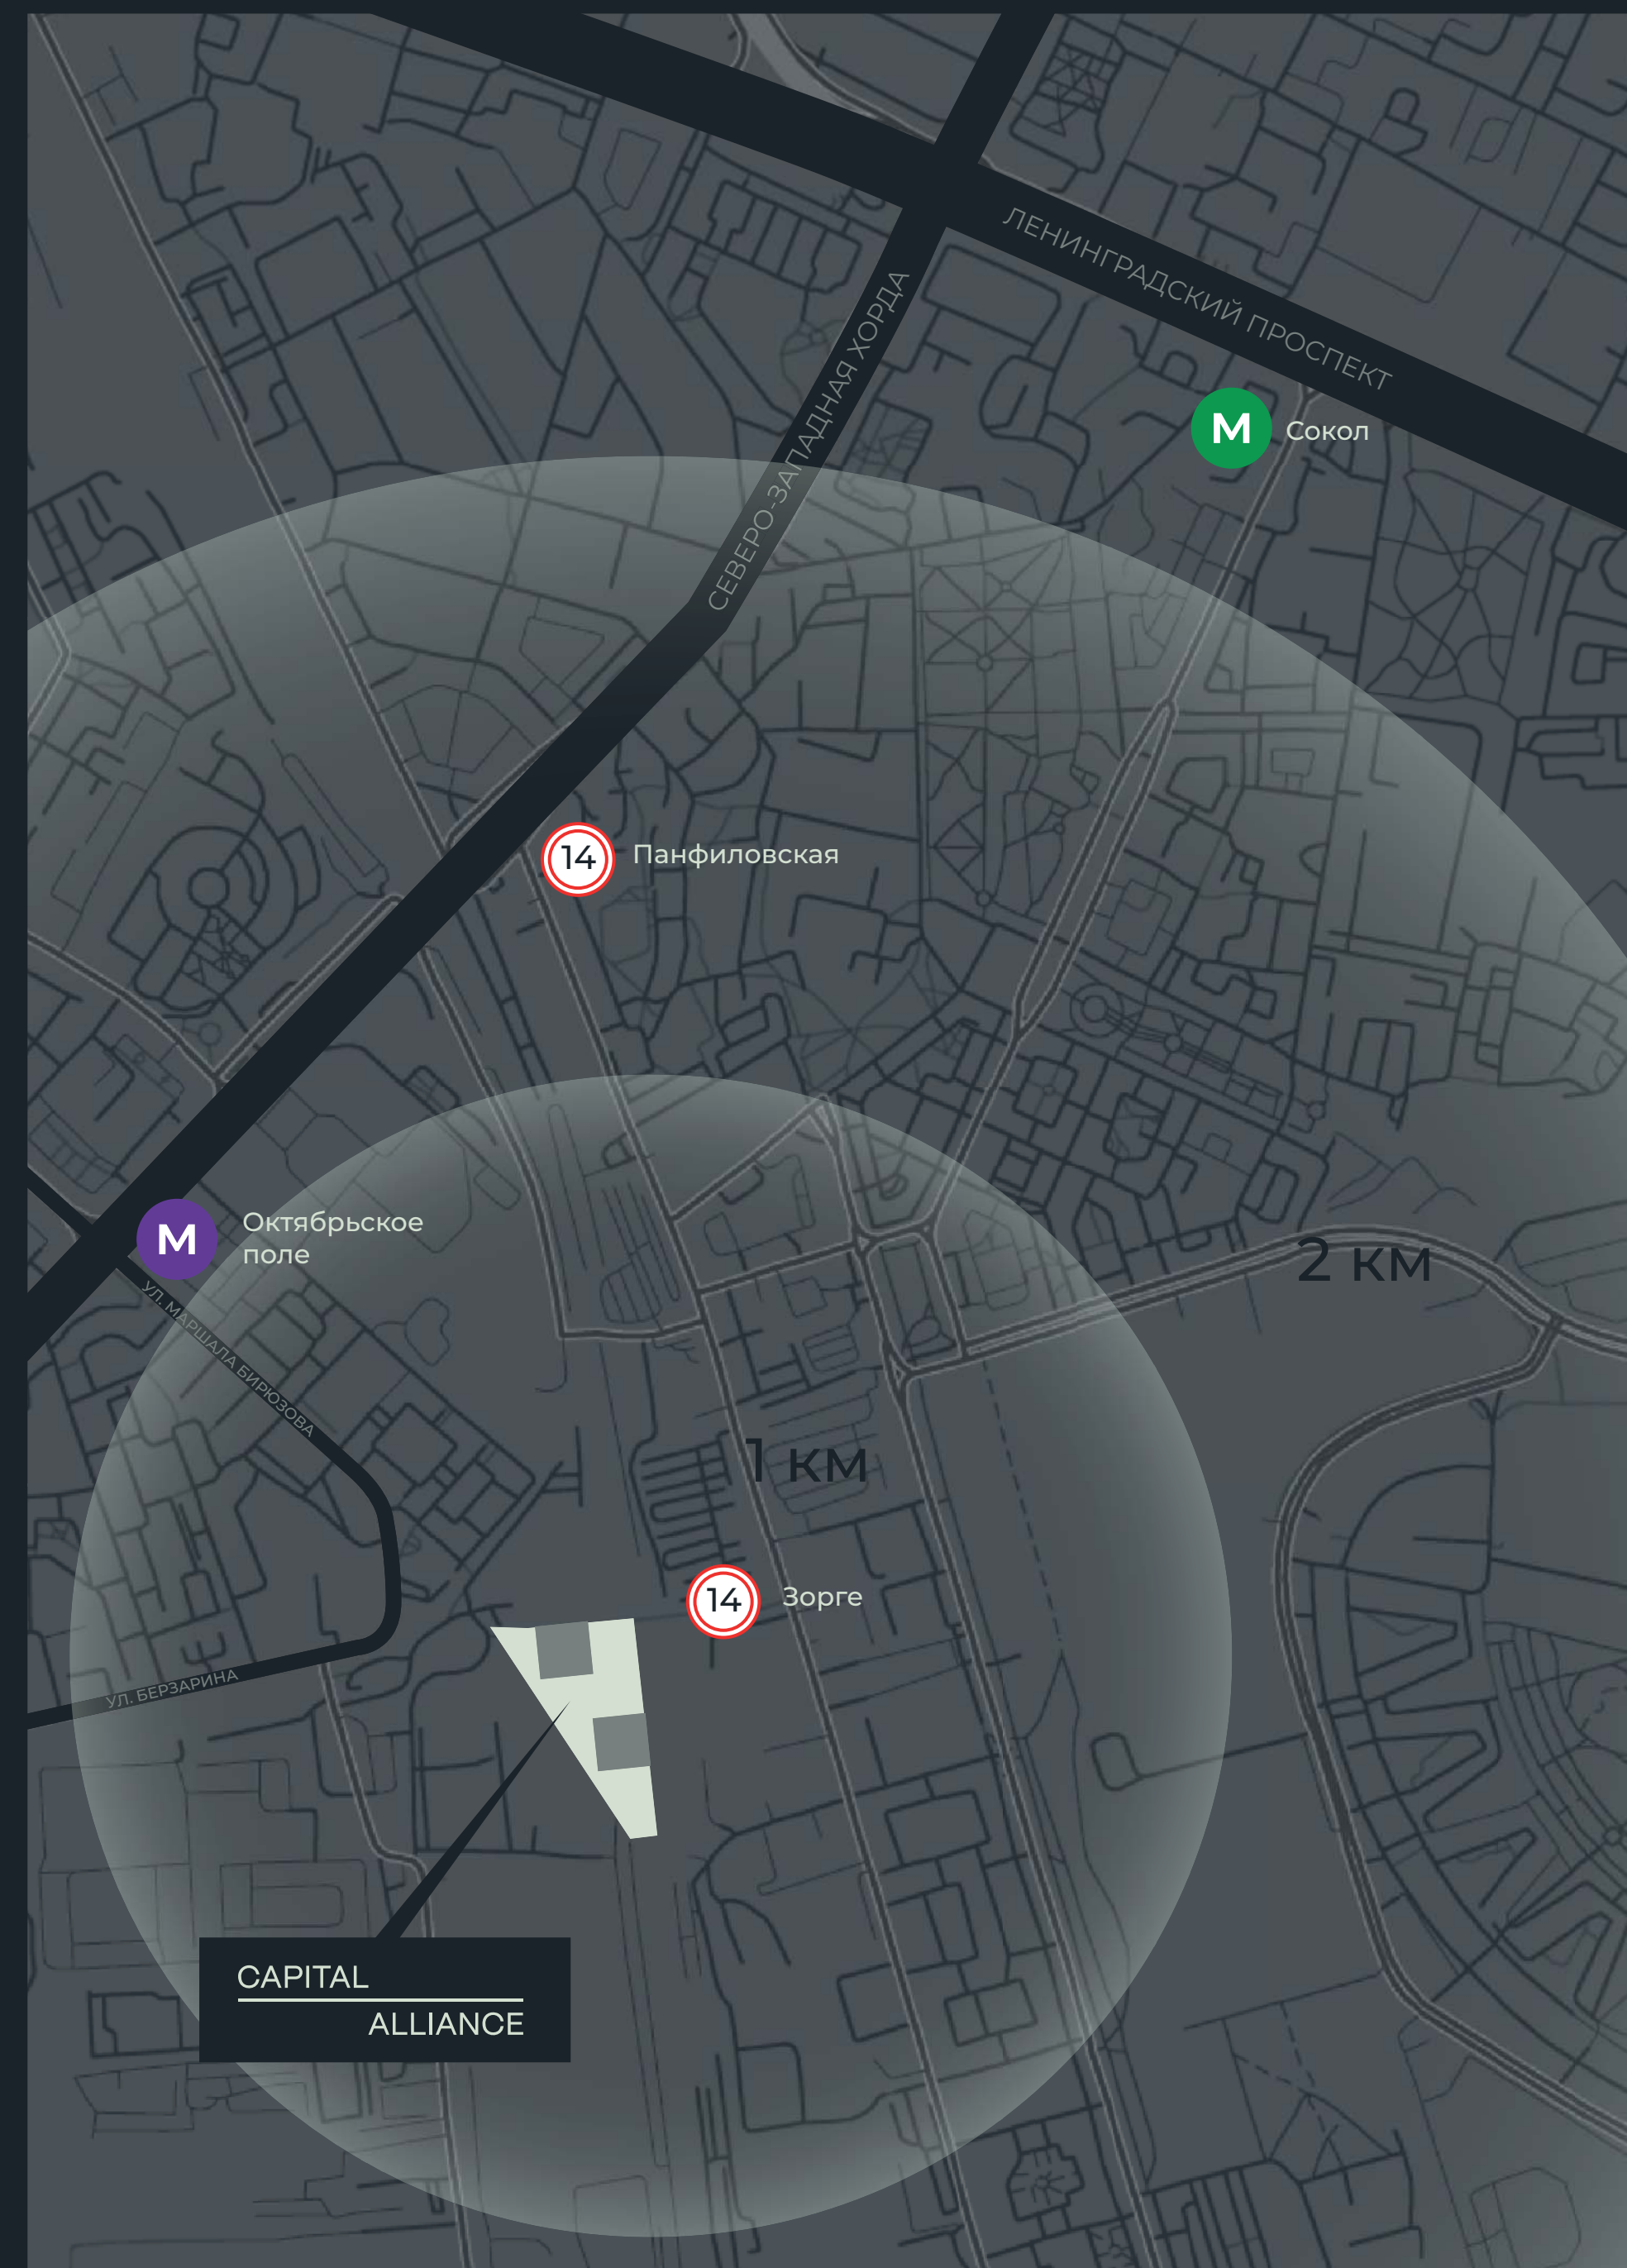 ЛЕНИНГРАДСКИЙ ПРОСПЕКТ
СЕВЕРО-ЗАПАДНАЯ ХОРДА
М Сокол
14 Панфиловская
М Октябрьское
поле
2 км
УЛ. МАРШАЛА БИРЮЗОВА
1 км
14 Зорге
УЛ. БЕРЗАРИНА
CAPITAL
ALLIANCE